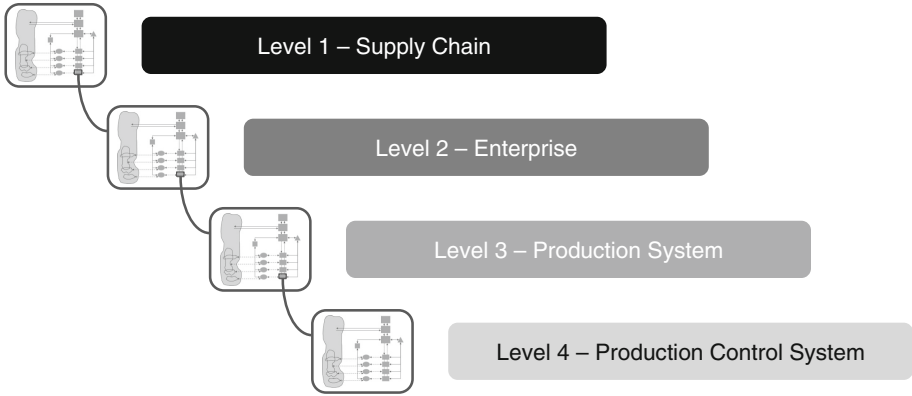 Level 1 – Supply Chain
Level 2 – Enterprise
Level 3 – Production System
Level 4 – Production Control System